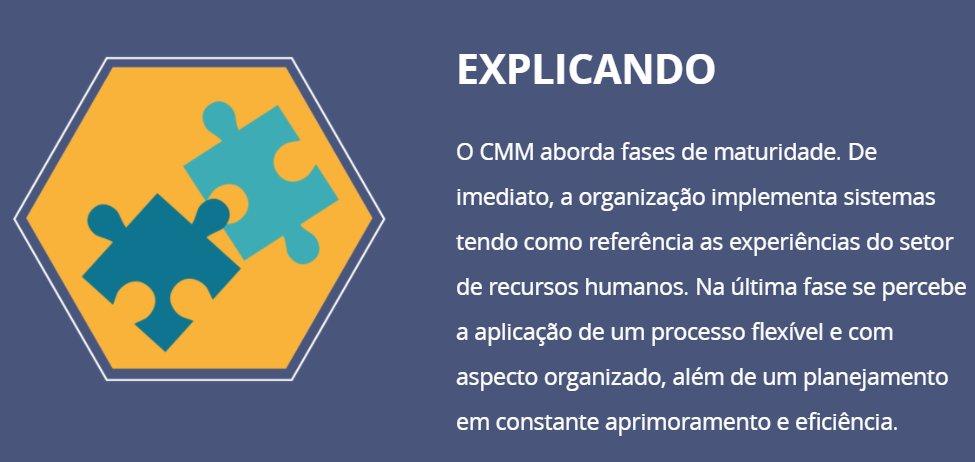 EXPLICANDO
O CMM aborda fases de maturidade. De
imediato, a organização implementa sistemas
tendo como referência as experiências do setor
de recursos humanos. Na última fase se percebe
a aplicação de um processo flexível e com
aspecto organizado, além de um planejamento
em constante aprimoramento e eficiência.